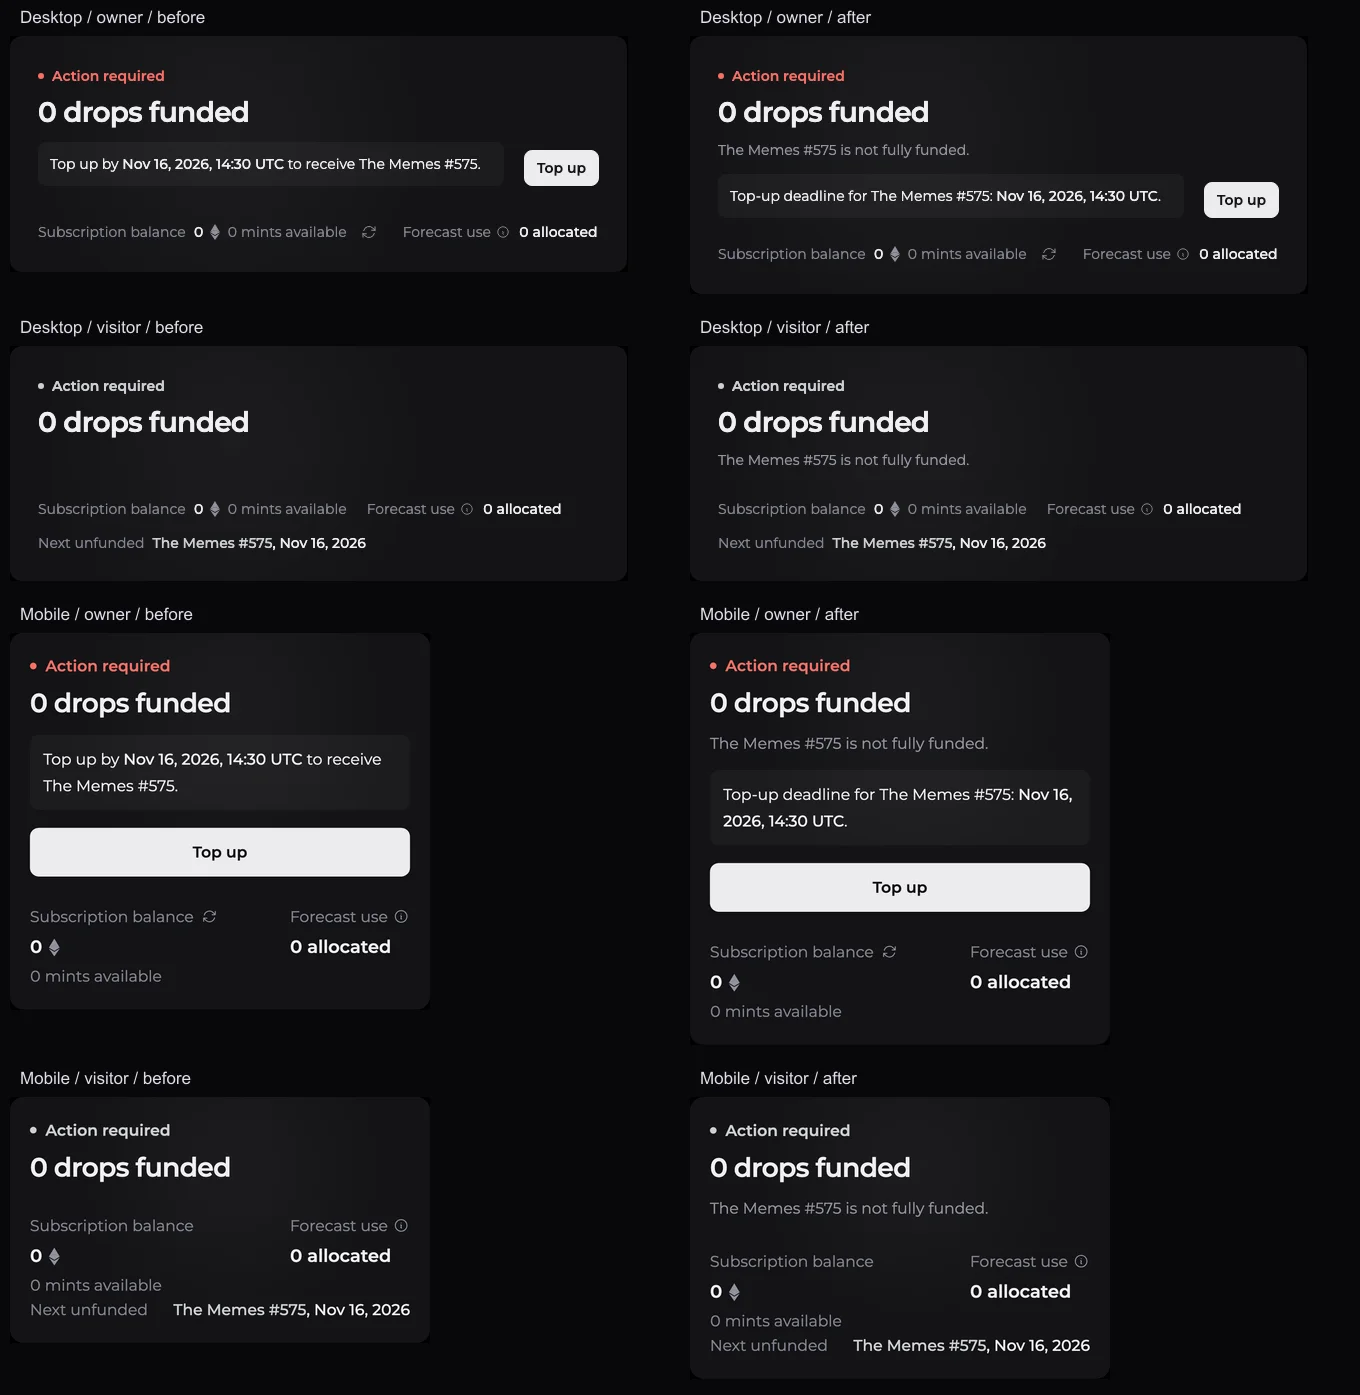 Desktop / owner / before
Action required
0 drops funded
Top up by Nov 16, 2026, 14:30 UTC to receive The Memes #575.
Top up
Subscription balance 0 0 mints available Forecast use 0 allocated
Desktop / owner / after
Action required
0 drops funded
The Memes #575 is not fully funded.
Top-up deadline for The Memes #575: Nov 16, 2026, 14:30 UTC.
Top up
Subscription balance 0 0 mints available Forecast use 0 allocated
Desktop / visitor / before
Action required
0 drops funded
Subscription balance 0 0 mints available Forecast use 0 allocated
Next unfunded The Memes #575, Nov 16, 2026
Desktop / visitor / after
Action required
0 drops funded
The Memes #575 is not fully funded.
Subscription balance 0 0 mints available Forecast use 0 allocated
Next unfunded The Memes #575, Nov 16, 2026
Mobile / owner / before
Action required
0 drops funded
Top up by Nov 16, 2026, 14:30 UTC to receive
The Memes #575.
Top up
Subscription balance Forecast use
0 0 allocated
0 mints available
Mobile / owner / after
Action required
0 drops funded
The Memes #575 is not fully funded.
Top-up deadline for The Memes #575: Nov 16,
2026, 14:30 UTC.
Top up
Subscription balance Forecast use
0 0 allocated
0 mints available
Mobile / visitor / before
Action required
0 drops funded
Subscription balance Forecast use
0 0 allocated
0 mints available
Next unfunded The Memes #575, Nov 16, 2026
Mobile / visitor / after
Action required
0 drops funded
The Memes #575 is not fully funded.
Subscription balance Forecast use
0 0 allocated
0 mints available
Next unfunded The Memes #575, Nov 16, 2026